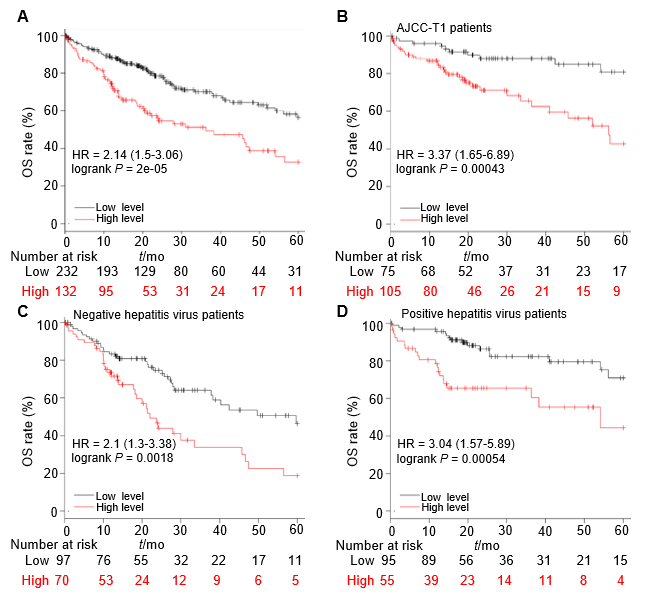 A
100
80
60
40
20
0
OS rate (%)
HR = 2.14 (1.5-3.06)
logrank P = 2e-05
Low level
High level
0 10 20 30 40 50 60
Number at risk t/mo
Low 232 193 129 80 60 44 31
High 132 95 53 31 24 17 11
B
AJCC-T1 patients
100
80
60
40
20
0
OS rate (%)
HR = 3.37 (1.65-6.89)
logrank P = 0.00043
Low level
High level
0 10 20 30 40 50 60
Number at risk t/mo
Low 75 68 52 37 31 23 17
High 105 80 46 26 21 15 9
C
Negative hepatitis virus patients
100
80
60
40
20
0
OS rate (%)
HR = 2.1 (1.3-3.38)
logrank P = 0.0018
Low level
High level
0 10 20 30 40 50 60
Number at risk t/mo
Low 97 76 55 32 22 17 11
High 70 53 24 12 9 6 5
D
Positive hepatitis virus patients
100
80
60
40
20
0
OS rate (%)
HR = 3.04 (1.57-5.89)
logrank P = 0.00054
Low level
High level
0 10 20 30 40 50 60
Number at risk t/mo
Low 95 89 56 36 31 21 15
High 55 39 23 14 11 8 4